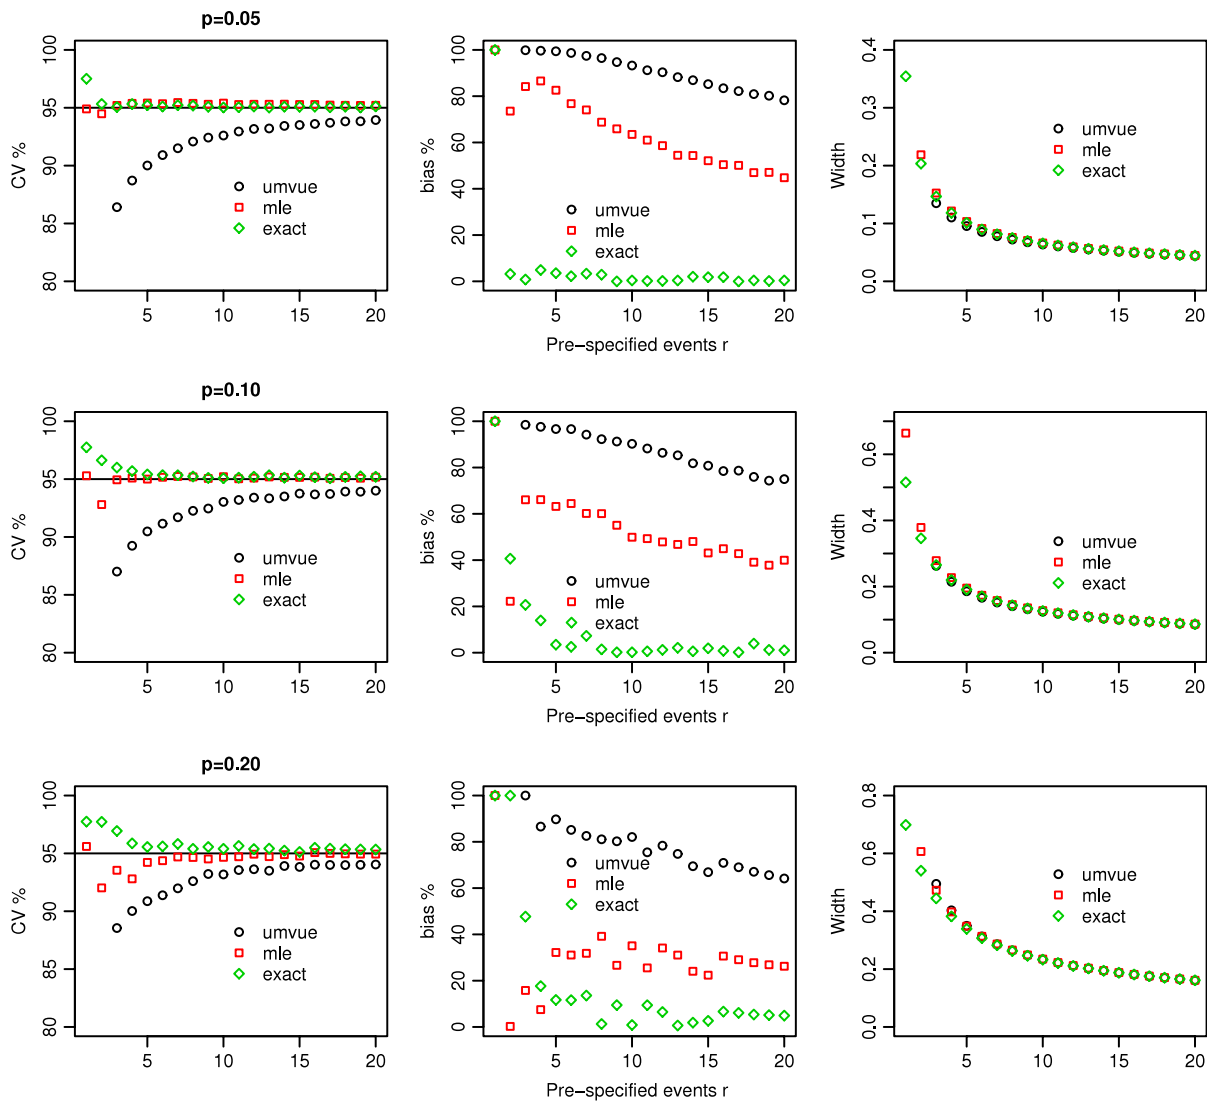 p=0.05
CV %
80 85 90 95 100
umvue
mle
exact
5 10 15 20
bias %
0 20 40 60 80 100
umvue
mle
exact
5 10 15 20
Pre-specified events r
Width
0.0 0.1 0.2 0.3 0.4
umvue
mle
exact
5 10 15 20
p=0.10
CV %
80 85 90 95 100
umvue
mle
exact
5 10 15 20
bias %
0 20 40 60 80 100
umvue
mle
exact
5 10 15 20
Pre-specified events r
Width
0.0 0.2 0.4 0.6
umvue
mle
exact
5 10 15 20
p=0.20
CV %
80 85 90 95 100
umvue
mle
exact
5 10 15 20
bias %
0 20 40 60 80 100
umvue
mle
exact
5 10 15 20
Pre-specified events r
Width
0.0 0.2 0.4 0.6 0.8
umvue
mle
exact
5 10 15 20